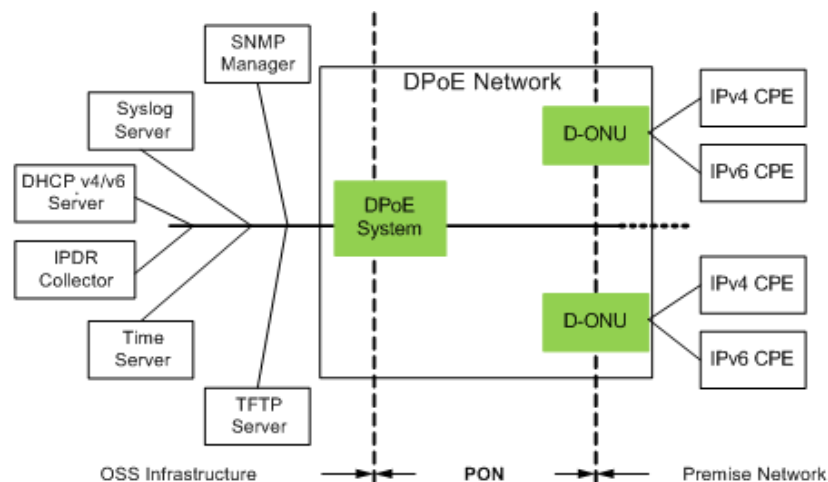 SNMP
Manager
DPoE Network
Syslog
Server
IPv4 CPE
D-ONU
DHCP v4/v6
Server
IPv6 CPE
DPoE
System
IPDR
Collector
IPv4 CPE
Time
Server
D-ONU
IPv6 CPE
TFTP
Server
OSS Infrastructure
PON
Premise Network